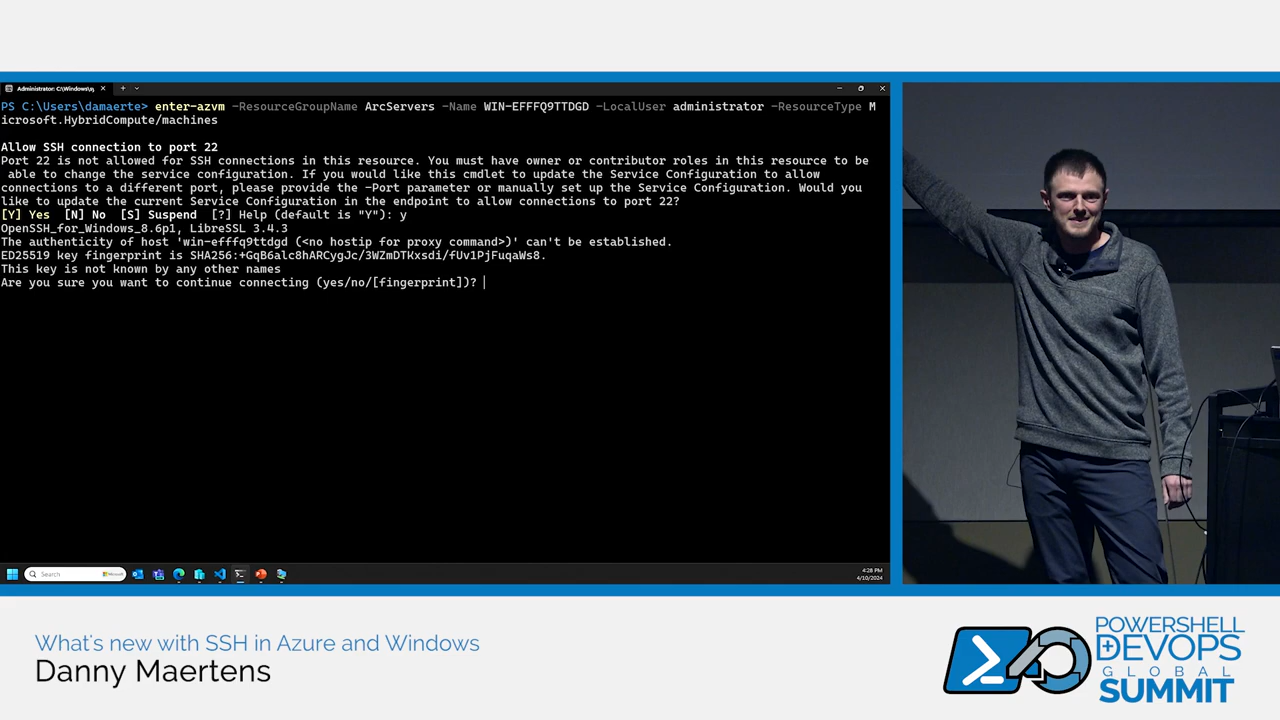 Administrator: C:\Windows\
PS C:\Users\damaerte> enter-azvm -ResourceGroupName ArcServers -Name WIN-EFFFQ9TTDGD -LocalUser administrator -ResourceType M
icrosoft.HybridCompute/machines
Allow SSH connection to port 22
Port 22 is not allowed for SSH connections in this resource. You must have owner or contributor roles in this resource to be
able to change the service configuration. If you would like this cmdlet to update the Service Configuration to allow
connections to a different port, please provide the -Port parameter or manually set up the Service Configuration. Would you
like to update the current Service Configuration in the endpoint to allow connections to port 22?
[Y] Yes [N] No [S] Suspend [?] Help (default is "Y"): y
OpenSSH_for_Windows_8.6p1, LibreSSL 3.4.3
The authenticity of host 'win-efffq9ttdgd (<no hostip for proxy command>)' can't be established.
ED25519 key fingerprint is SHA256:+GqB6alc8hARCygJc/3WZmDTKxsdi/fUv1PjFuqaWs8.
This key is not known by any other names
Are you sure you want to continue connecting (yes/no/[fingerprint])?
Search
Microsoft
4:28 PM
4/10/2024
What's new with SSH in Azure and Windows
Danny Maertens
POWERSHELL
DEVOPS
GLOBAL
SUMMIT